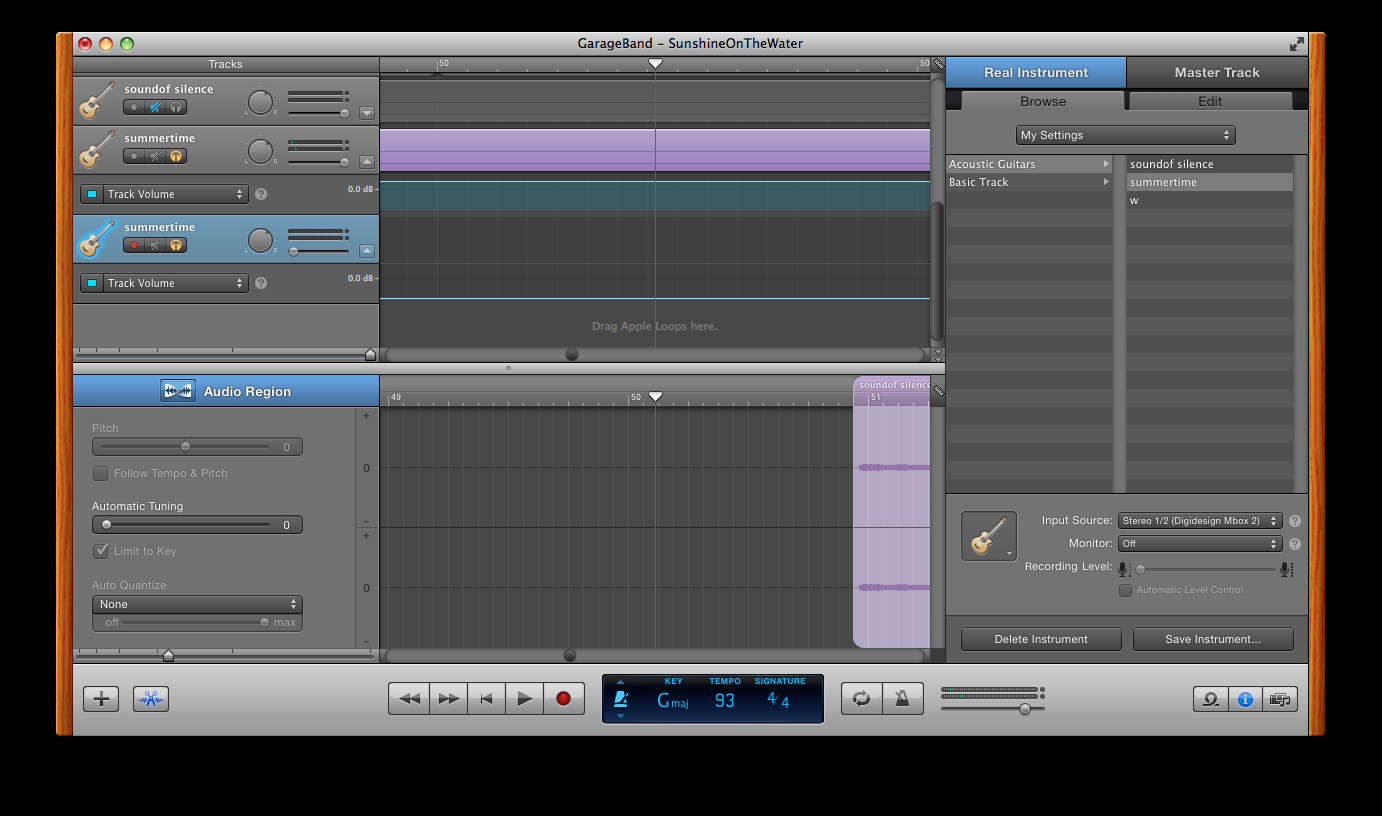 GarageBand – SunshineOnTheWater
Tracks
50
50
soundof silence
L R
summertime
L R
Track Volume ?
0.0 dB
summertime
L R
Track Volume ?
0.0 dB
Drag Apple Loops here.
Audio Region
Pitch
0
Follow Tempo & Pitch
Automatic Tuning
0
Limit to Key
Auto Quantize
None
off max
+
0
–
+
0
–
49
50
51
soundof silence
Real Instrument
Master Track
Browse
Edit
My Settings
Acoustic Guitars
Basic Track
soundof silence
summertime
w
Input Source: Stereo 1/2 (Digidesign Mbox 2) ?
Monitor: Off ?
Recording Level:
Automatic Level Control
Delete Instrument
Save Instrument...
KEY TEMPO SIGNATURE
Gmaj 93 4/4